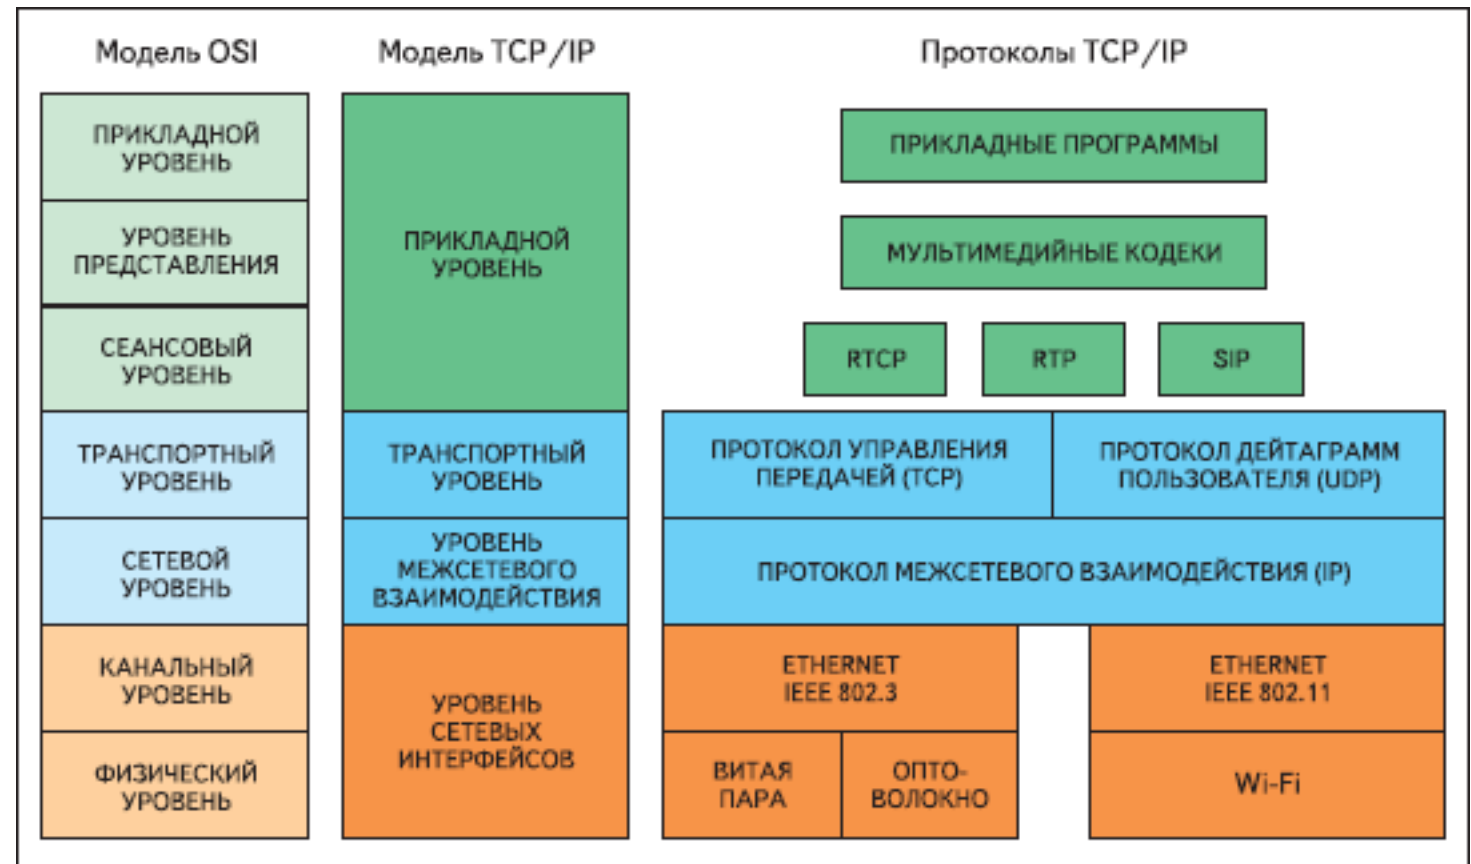 Модель OSI
Модель TCP/IP
Протоколы TCP/IP
ПРИКЛАДНОЙ
УРОВЕНЬ
УРОВЕНЬ
ПРЕДСТАВЛЕНИЯ
СЕАНСОВЫЙ
УРОВЕНЬ
ТРАНСПОРТНЫЙ
УРОВЕНЬ
СЕТЕВОЙ
УРОВЕНЬ
КАНАЛЬНЫЙ
УРОВЕНЬ
ФИЗИЧЕСКИЙ
УРОВЕНЬ
ПРИКЛАДНОЙ
УРОВЕНЬ
ТРАНСПОРТНЫЙ
УРОВЕНЬ
УРОВЕНЬ
МЕЖСЕТЕВОГО
ВЗАИМОДЕЙСТВИЯ
УРОВЕНЬ
СЕТЕВЫХ
ИНТЕРФЕЙСОВ
ПРИКЛАДНЫЕ ПРОГРАММЫ
МУЛЬТИМЕДИЙНЫЕ КОДЕКИ
RTCP
RTP
SIP
ПРОТОКОЛ УПРАВЛЕНИЯ
ПЕРЕДАЧЕЙ (TCP)
ПРОТОКОЛ ДЕЙТАГРАММ
ПОЛЬЗОВАТЕЛЯ (UDP)
ПРОТОКОЛ МЕЖСЕТЕВОГО ВЗАИМОДЕЙСТВИЯ (IP)
ETHERNET
IEEE 802.3
ETHERNET
IEEE 802.11
ВИТАЯ
ПАРА
ОПТО-
ВОЛОКНО
Wi-Fi